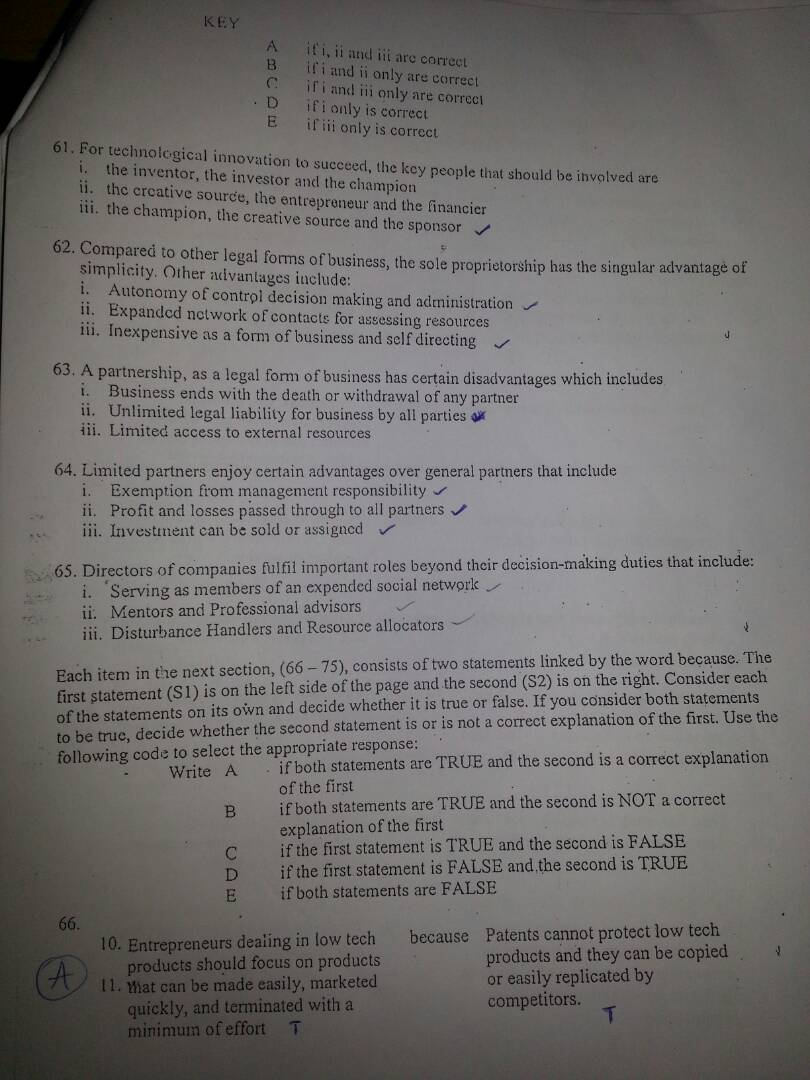 KEY
A if i, ii and iii are correct
B if i and ii only are correct
C if i and iii only are correct
D if i only is correct
E if iii only is correct
61. For technological innovation to succeed, the key people that should be involved are
i. the inventor, the investor and the champion
ii. the creative source, the entrepreneur and the financier
iii. the champion, the creative source and the sponsor ✓
62. Compared to other legal forms of business, the sole proprietorship has the singular advantage of
simplicity. Other advantages include:
i. Autonomy of control decision making and administration ✓
ii. Expanded network of contacts for assessing resources
iii. Inexpensive as a form of business and self directing ✓
63. A partnership, as a legal form of business has certain disadvantages which includes
i. Business ends with the death or withdrawal of any partner
ii. Unlimited legal liability for business by all parties
iii. Limited access to external resources
64. Limited partners enjoy certain advantages over general partners that include
i. Exemption from management responsibility ✓
ii. Profit and losses passed through to all partners ✓
iii. Investment can be sold or assigned ✓
65. Directors of companies fulfil important roles beyond their decision-making duties that include:
i. Serving as members of an expended social network ✓
ii. Mentors and Professional advisors ✓
iii. Disturbance Handlers and Resource allocators ✓
Each item in the next section, (66 – 75), consists of two statements linked by the word because. The
first statement (S1) is on the left side of the page and the second (S2) is on the right. Consider each
of the statements on its own and decide whether it is true or false. If you consider both statements
to be true, decide whether the second statement is or is not a correct explanation of the first. Use the
following code to select the appropriate response:
Write A if both statements are TRUE and the second is a correct explanation
of the first
B if both statements are TRUE and the second is NOT a correct
explanation of the first
C if the first statement is TRUE and the second is FALSE
D if the first statement is FALSE and the second is TRUE
E if both statements are FALSE
66.
10. Entrepreneurs dealing in low tech because Patents cannot protect low tech
products should focus on products products and they can be copied
A 11. that can be made easily, marketed or easily replicated by
quickly, and terminated with a competitors.
minimum of effort T T